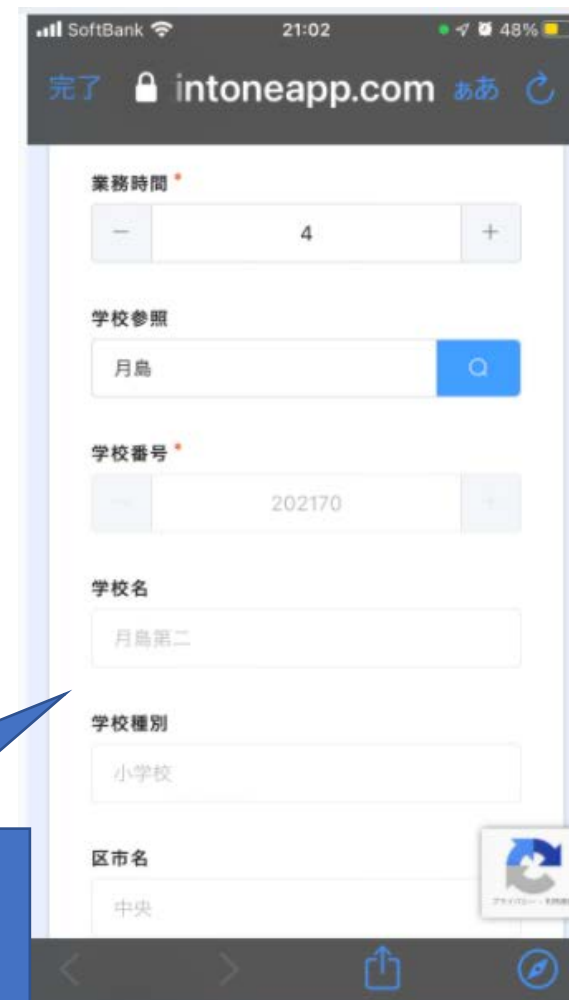 SoftBank 21:02 48%
完了 intoneapp.com ぁあ
業務時間*
− 4 +
学校参照
月島
学校番号*
− 202170 +
学校名
月島第二
学校種別
小学校
区市名
中央